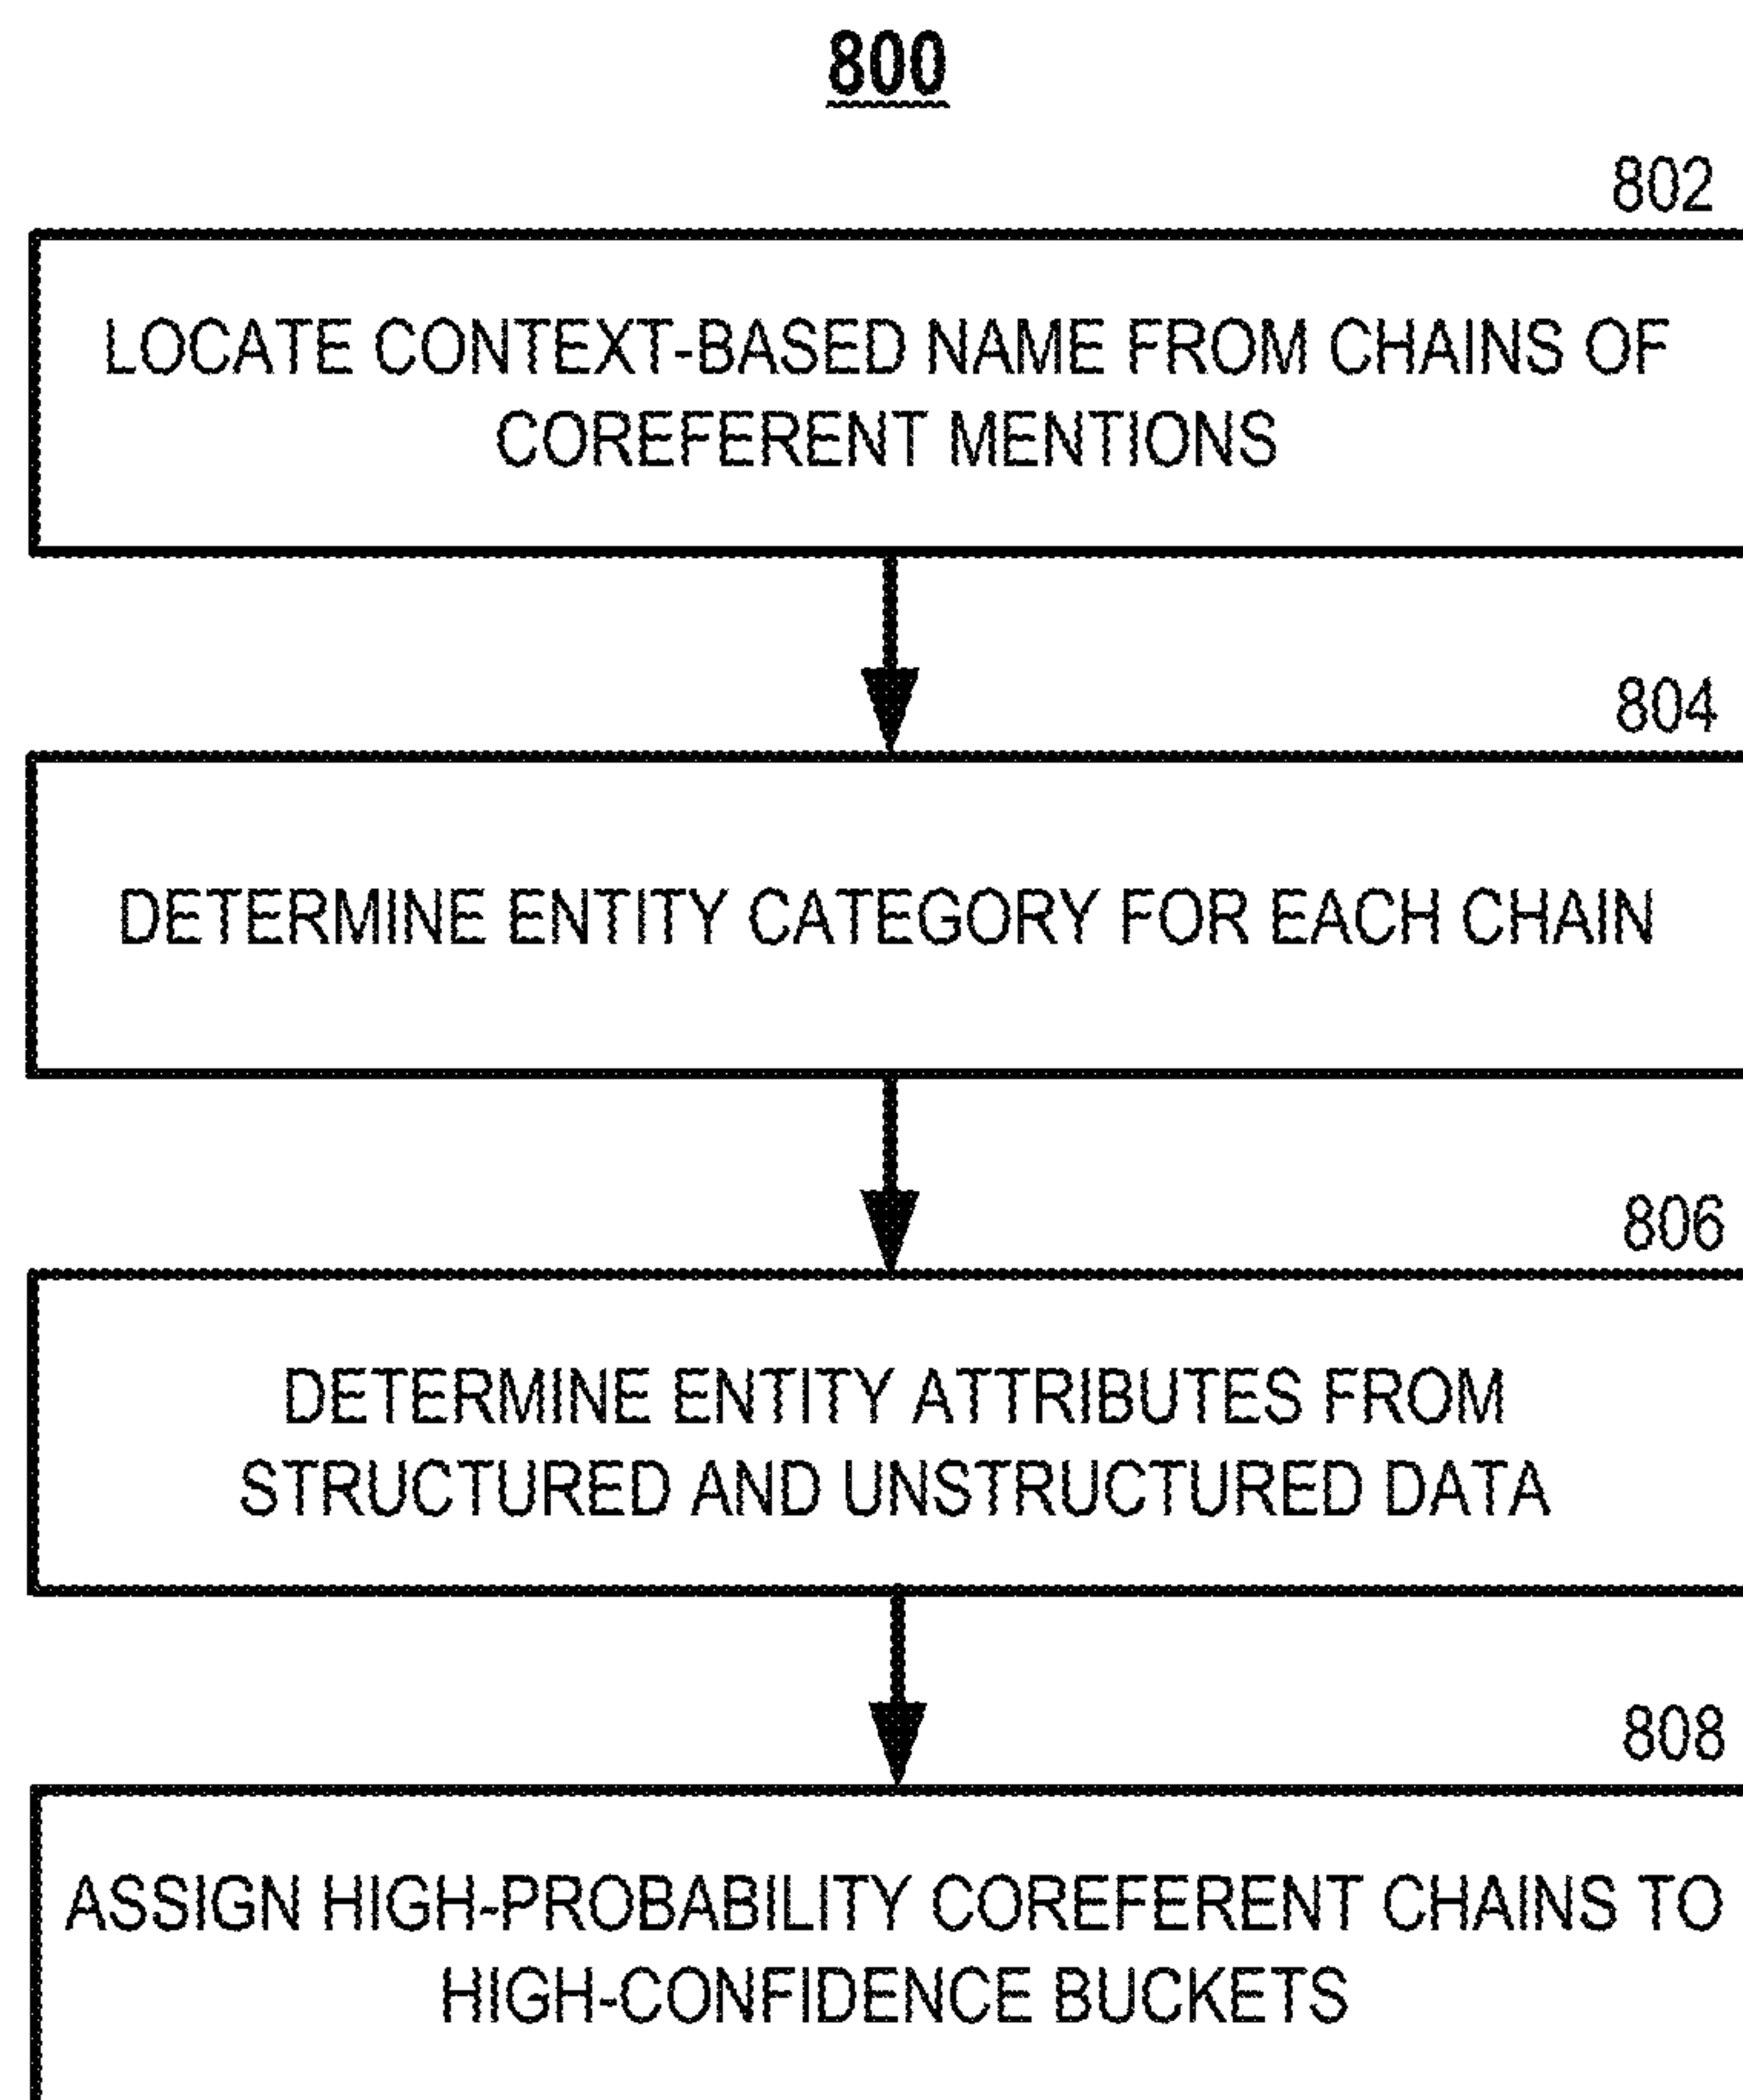 800
802
LOCATE CONTEXT-BASED NAME FROM CHAINS OF
COREFERENT MENTIONS
804
DETERMINE ENTITY CATEGORY FOR EACH CHAIN
806
DETERMINE ENTITY ATTRIBUTES FROM
STRUCTURED AND UNSTRUCTURED DATA
808
ASSIGN HIGH-PROBABILITY COREFERENT CHAINS TO
HIGH-CONFIDENCE BUCKETS